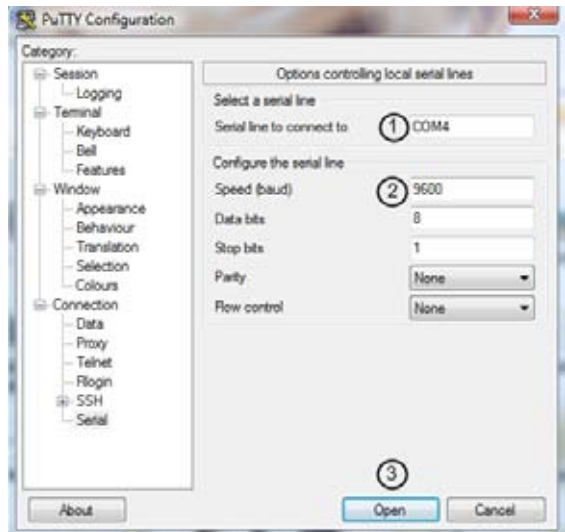 PuTTY Configuration
Category:
Session
Logging
Terminal
Keyboard
Bell
Features
Window
Appearance
Behaviour
Translation
Selection
Colours
Connection
Data
Proxy
Telnet
Rlogin
SSH
Serial
Options controlling local serial lines
Select a serial line
Serial line to connect to 1 COM4
Configure the serial line
Speed (baud) 2 9600
Data bits 8
Stop bits 1
Parity None
Flow control None
3
About Open Cancel